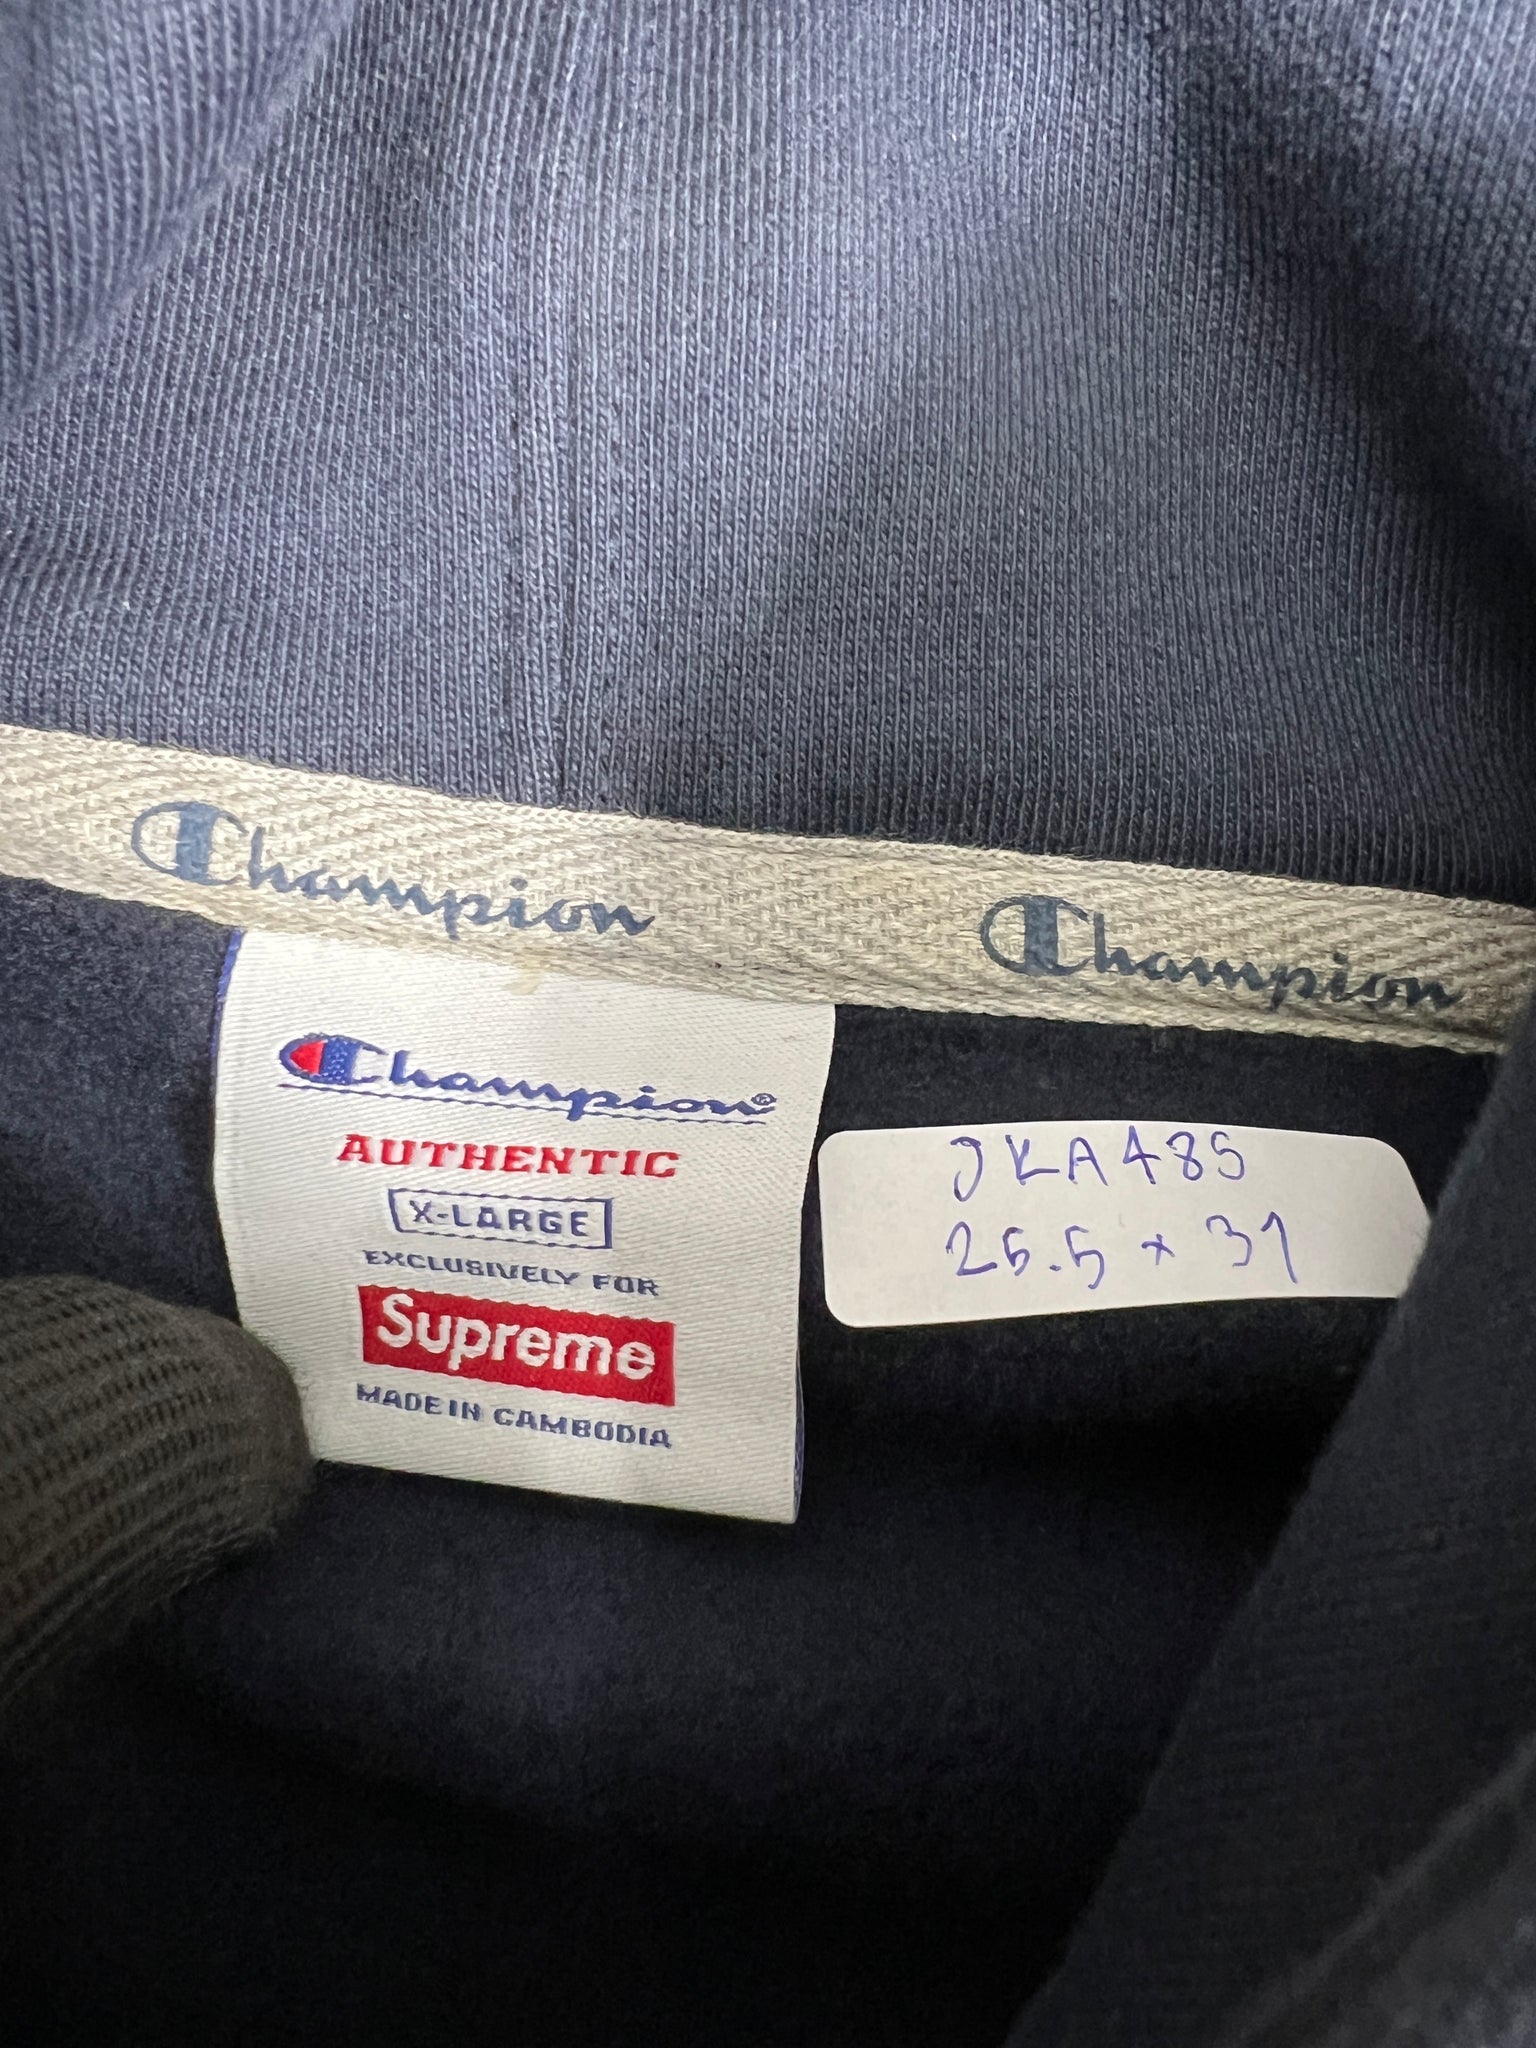 Champion Champion
Champion®
AUTHENTIC
X-LARGE
EXCLUSIVELY FOR
Supreme
MADE IN CAMBODIA
JKA485
25.5 × 31